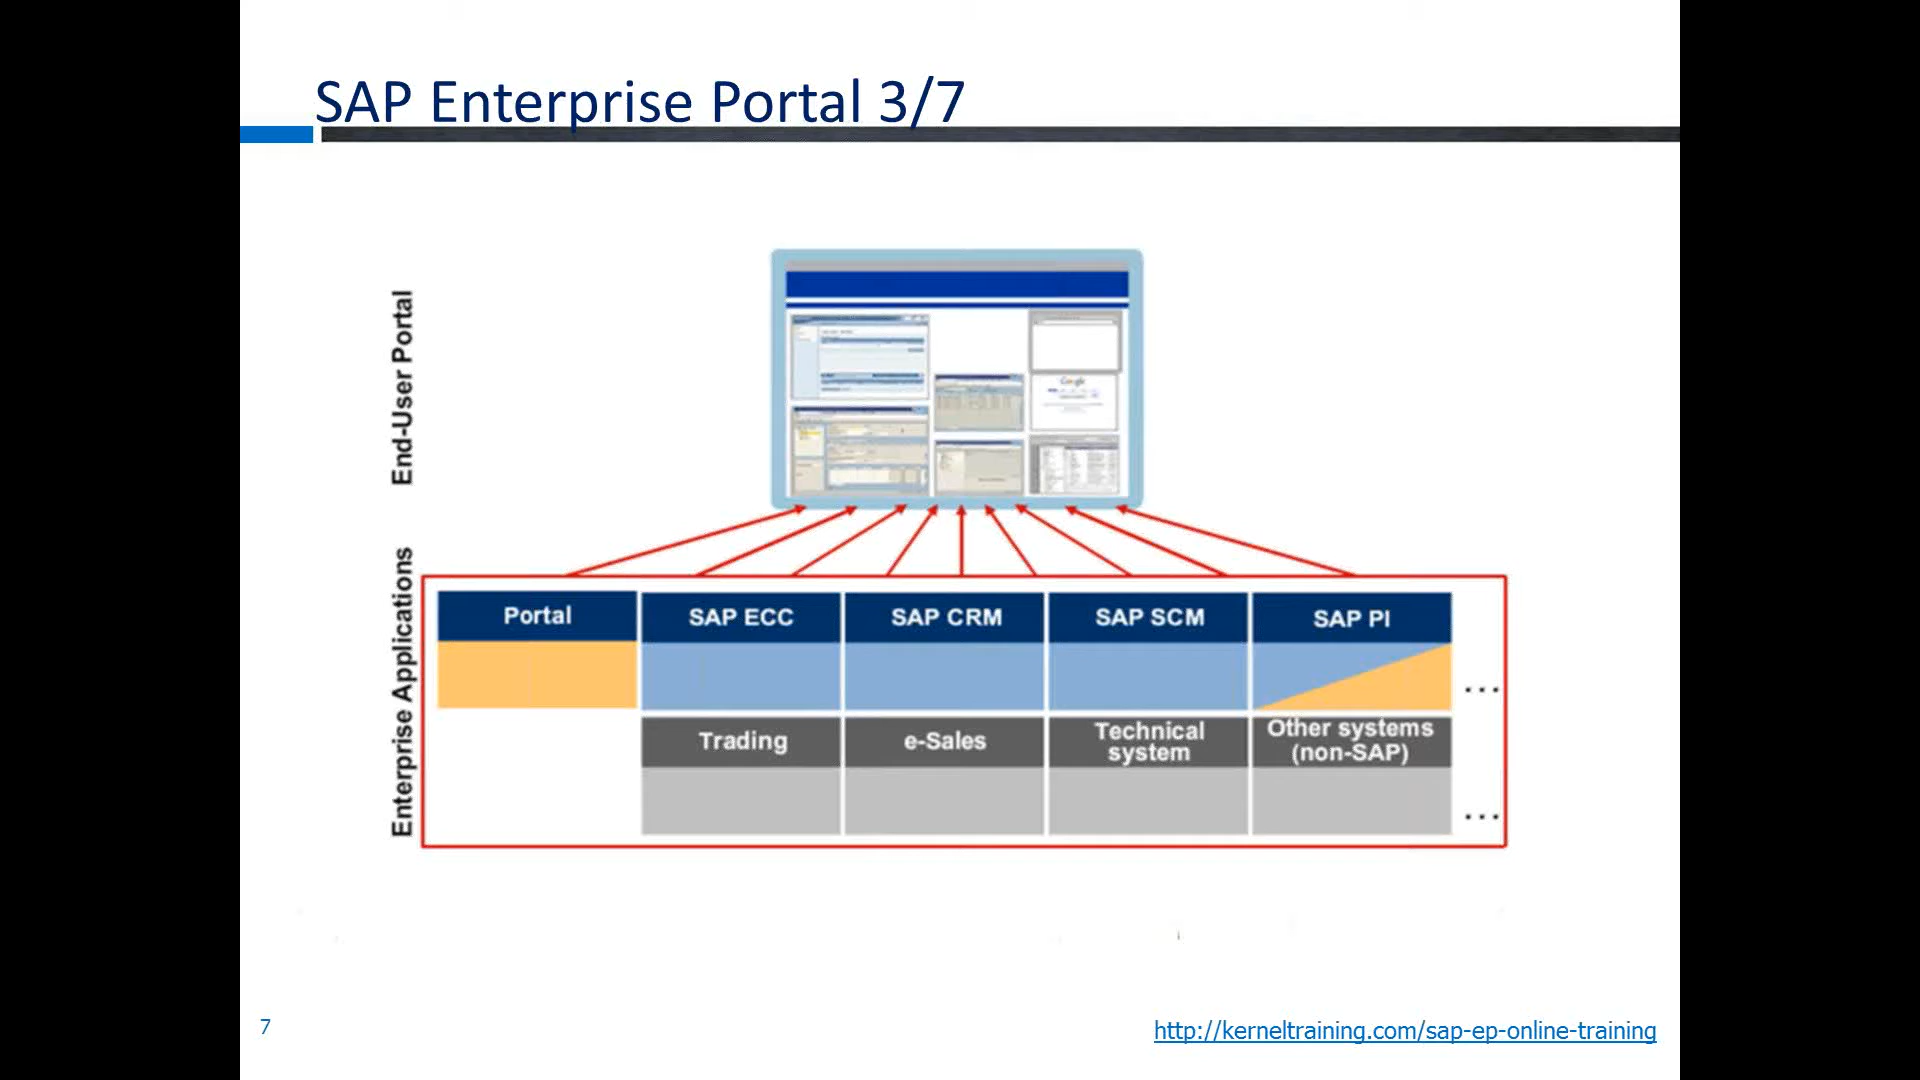 SAP Enterprise Portal 3/7
End-User Portal
Google
Enterprise Applications
Portal
SAP ECC
SAP CRM
SAP SCM
SAP PI
...
Trading
e-Sales
Technical
system
Other systems
(non-SAP)
...
7
http://kerneltraining.com/sap-ep-online-training